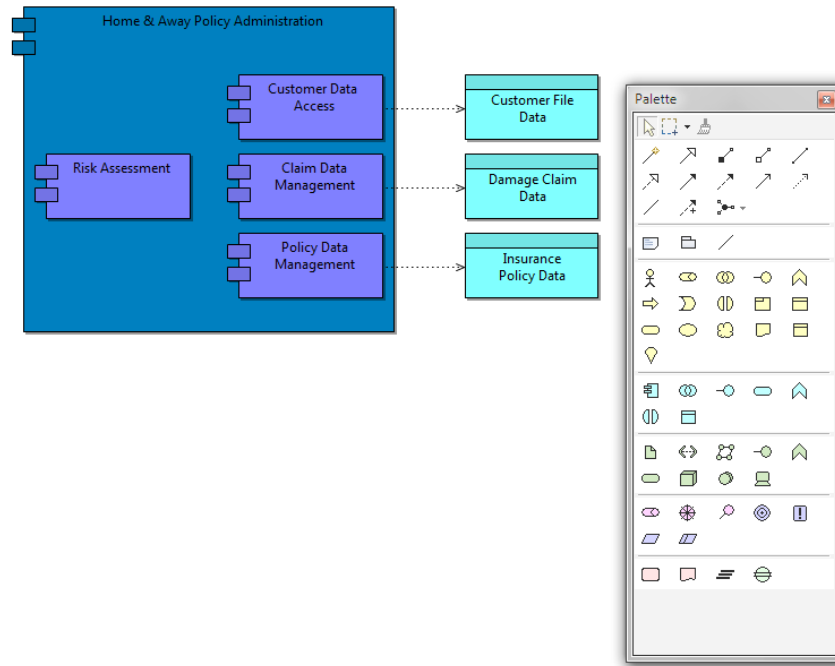 Home & Away Policy Administration
Customer Data
Access
Customer File
Data
Risk Assessment
Claim Data
Management
Damage Claim
Data
Policy Data
Management
Insurance
Policy Data
Palette